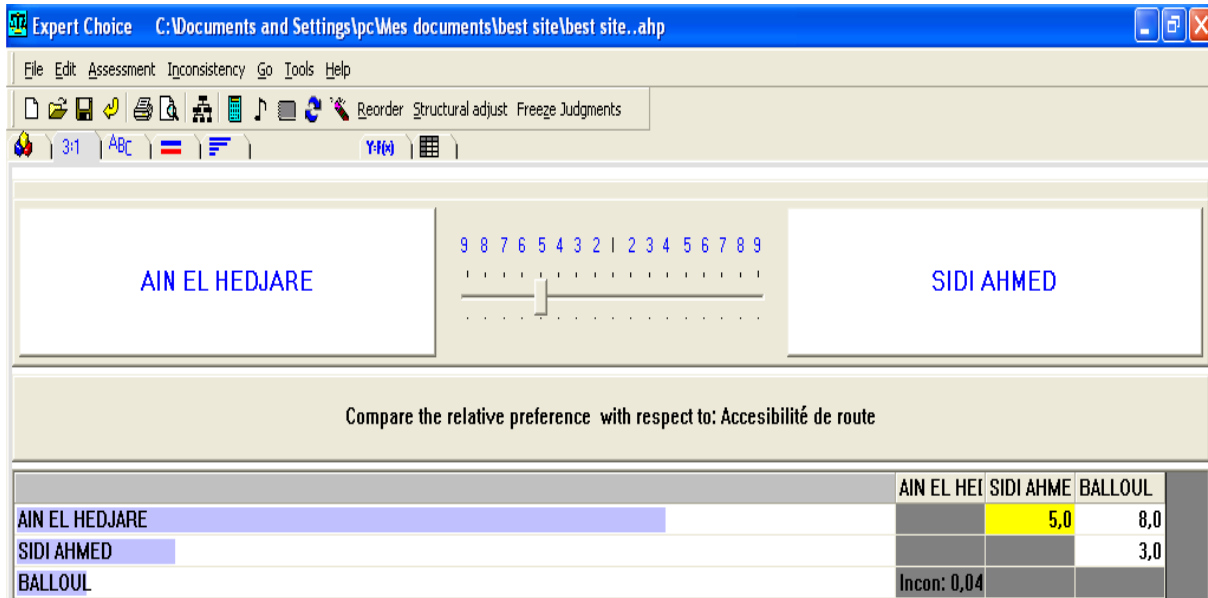 Expert Choice C:\Documents and Settings\pc\Mes documents\best site\best site..ahp
File Edit Assessment Inconsistency Go Tools Help
Reorder Structural adjust Freeze Judgments
3:1 ABC Y=F(x)
9 8 7 6 5 4 3 2 1 2 3 4 5 6 7 8 9
AIN EL HEDJARE SIDI AHMED
Compare the relative preference with respect to: Accesibilité de route
AIN EL HEI SIDI AHME BALLOUL
AIN EL HEDJARE 5,0 8,0
SIDI AHMED 3,0
BALLOUL Incon: 0,04